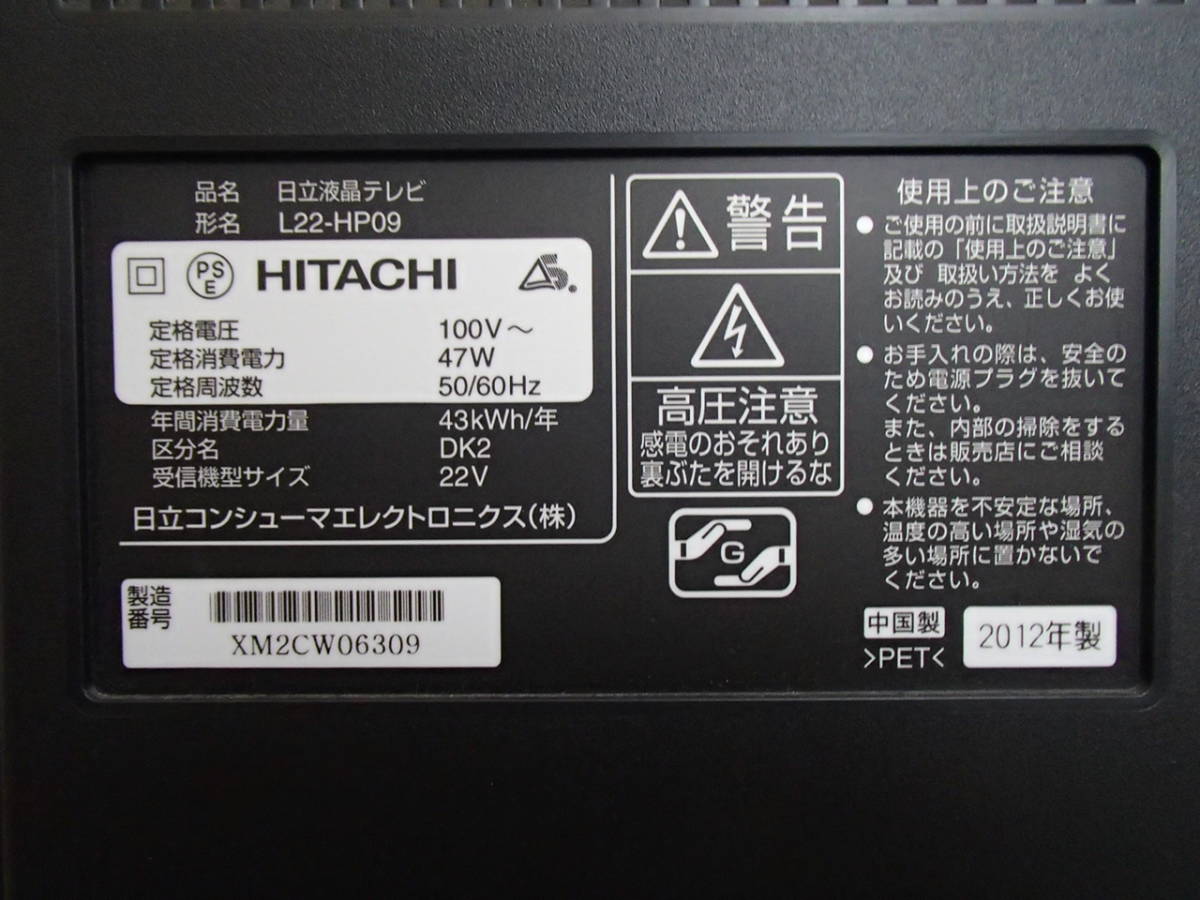 品名 日立液晶テレビ
形名 L22-HP09
PS
E
HITACHI
定格電圧 100V～
定格消費電力 47W
定格周波数 50/60Hz
年間消費電力量 43kWh/年
区分名 DK2
受信機型サイズ 22V
日立コンシューマエレクトロニクス(株)
製造
番号
XM2CW06309
警告
高圧注意
感電のおそれあり
裏ぶたを開けるな
G
使用上のご注意
● ご使用の前に取扱説明書に
記載の「使用上のご注意」
及び 取扱い方法を よく
お読みのうえ、正しくお使
いください。
● お手入れの際は、安全の
ため電源プラグを抜いて
ください。
また、内部の掃除をする
ときは販売店にご相談
ください。
● 本機器を不安定な場所、
温度の高い場所や湿気の
多い場所に置かないで
ください。
中国製
>PET<
2012年製